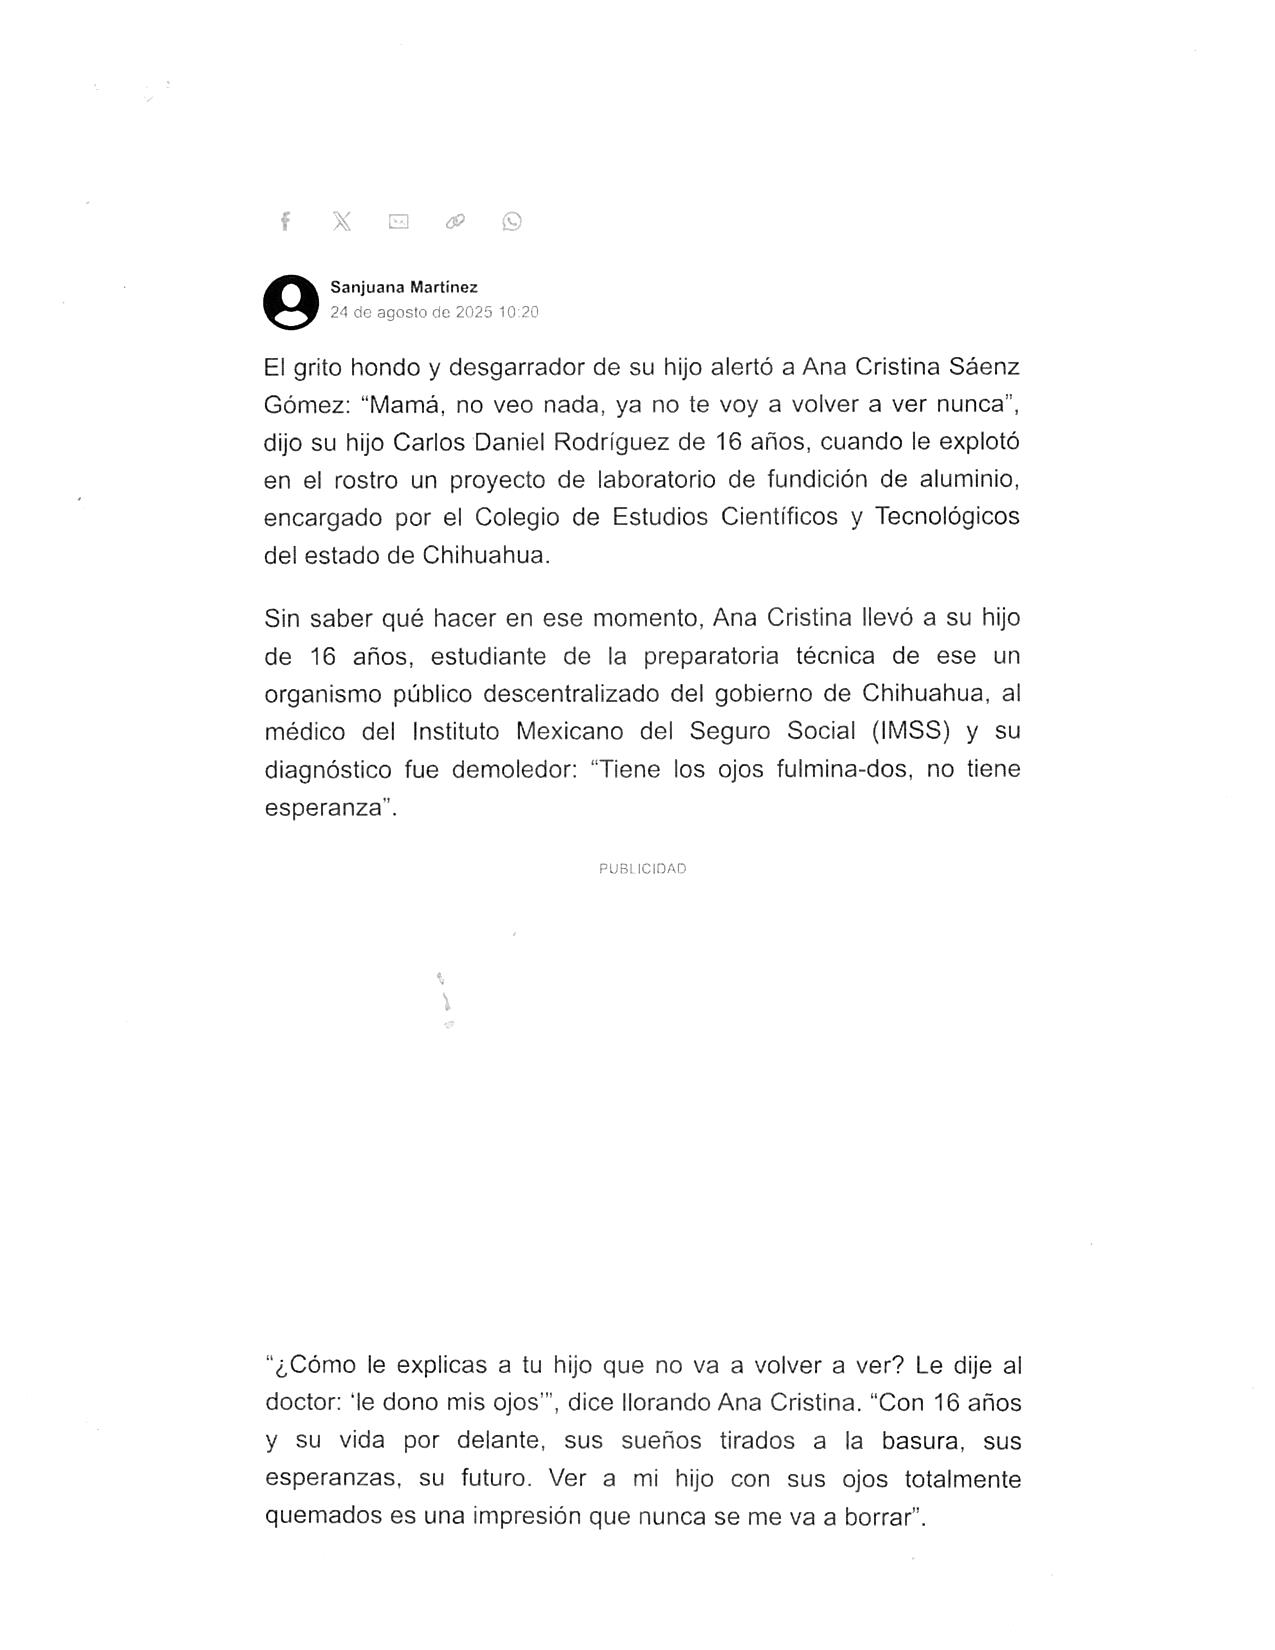 Sanjuana Martínez
24 de agosto de 2025 10:20
El grito hondo y desgarrador de su hijo alertó a Ana Cristina Sáenz
Gómez: “Mamá, no veo nada, ya no te voy a volver a ver nunca”,
dijo su hijo Carlos Daniel Rodríguez de 16 años, cuando le explotó
en el rostro un proyecto de laboratorio de fundición de aluminio,
encargado por el Colegio de Estudios Científicos y Tecnológicos
del estado de Chihuahua.
Sin saber qué hacer en ese momento, Ana Cristina llevó a su hijo
de 16 años, estudiante de la preparatoria técnica de ese un
organismo público descentralizado del gobierno de Chihuahua, al
médico del Instituto Mexicano del Seguro Social (IMSS) y su
diagnóstico fue demoledor: “Tiene los ojos fulmina-dos, no tiene
esperanza”.
PUBLICIDAD
“¿Cómo le explicas a tu hijo que no va a volver a ver? Le dije al
doctor: ‘le dono mis ojos’”, dice llorando Ana Cristina. “Con 16 años
y su vida por delante, sus sueños tirados a la basura, sus
esperanzas, su futuro. Ver a mi hijo con sus ojos totalmente
quemados es una impresión que nunca se me va a borrar”.